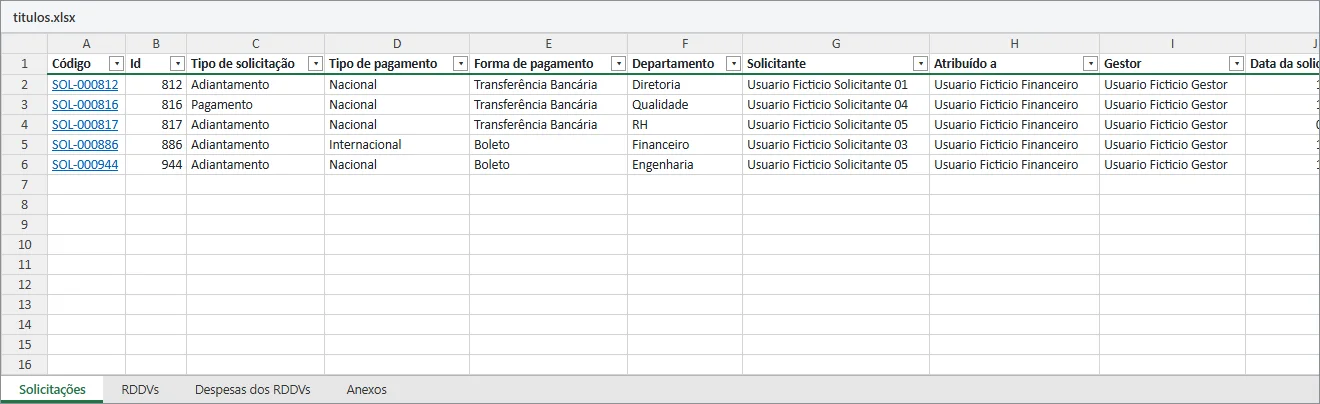 titulos.xlsx
A B C D E F G H I J
1 Código Id Tipo de solicitação Tipo de pagamento Forma de pagamento Departamento Solicitante Atribuído a Gestor Data da solic
2 SOL-000812 812 Adiantamento Nacional Transferência Bancária Diretoria Usuario Ficticio Solicitante 01 Usuario Ficticio Financeiro Usuario Ficticio Gestor
3 SOL-000816 816 Pagamento Nacional Transferência Bancária Qualidade Usuario Ficticio Solicitante 04 Usuario Ficticio Financeiro Usuario Ficticio Gestor
4 SOL-000817 817 Adiantamento Nacional Transferência Bancária RH Usuario Ficticio Solicitante 05 Usuario Ficticio Financeiro Usuario Ficticio Gestor
5 SOL-000886 886 Adiantamento Internacional Boleto Financeiro Usuario Ficticio Solicitante 03 Usuario Ficticio Financeiro Usuario Ficticio Gestor
6 SOL-000944 944 Adiantamento Nacional Boleto Engenharia Usuario Ficticio Solicitante 05 Usuario Ficticio Financeiro Usuario Ficticio Gestor
7
8
9
10
11
12
13
14
15
16
Solicitações RDDVs Despesas dos RDDVs Anexos